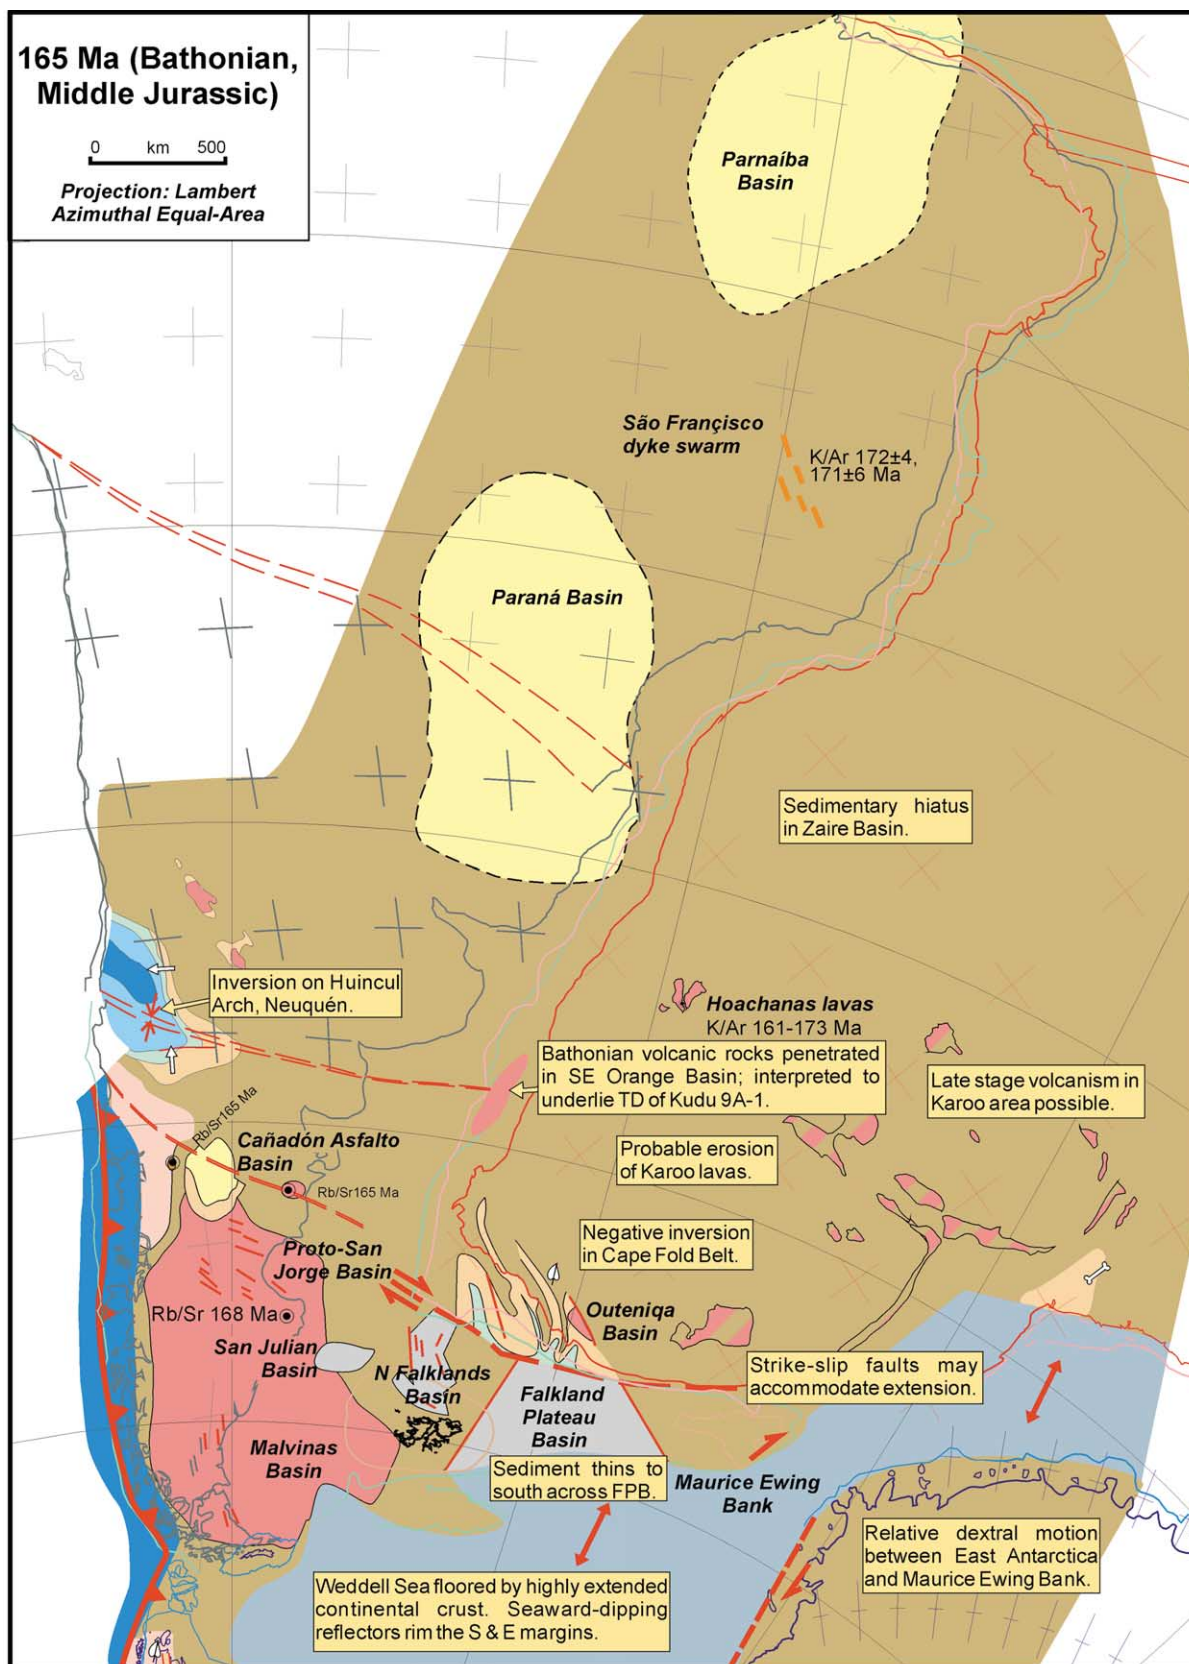 165 Ma (Bathonian,
Middle Jurassic)
0 km 500
Projection: Lambert
Azimuthal Equal-Area
Parnaíba
Basin
São Françisco
dyke swarm
K/Ar 172±4,
171±6 Ma
Paraná Basin
Sedimentary hiatus
in Zaire Basin.
Inversion on Huincul
Arch, Neuquén.
Hoachanas lavas
K/Ar 161-173 Ma
Bathonian volcanic rocks penetrated
in SE Orange Basin; interpreted to
underlie TD of Kudu 9A-1.
Late stage volcanism in
Karoo area possible.
Rb/Sr165 Ma
Cañadón Asfalto
Basin
Rb/Sr165 Ma
Probable erosion
of Karoo lavas.
Negative inversion
in Cape Fold Belt.
Proto-San
Jorge Basin
Rb/Sr 168 Ma
San Julian
Basin
N Falklands
Basin
Outeniqa
Basin
Strike-slip faults may
accommodate extension.
Falkland
Plateau
Basin
Malvinas
Basin
Sediment thins to
south across FPB.
Maurice Ewing
Bank
Relative dextral motion
between East Antarctica
and Maurice Ewing Bank.
Weddell Sea floored by highly extended
continental crust. Seaward-dipping
reflectors rim the S & E margins.